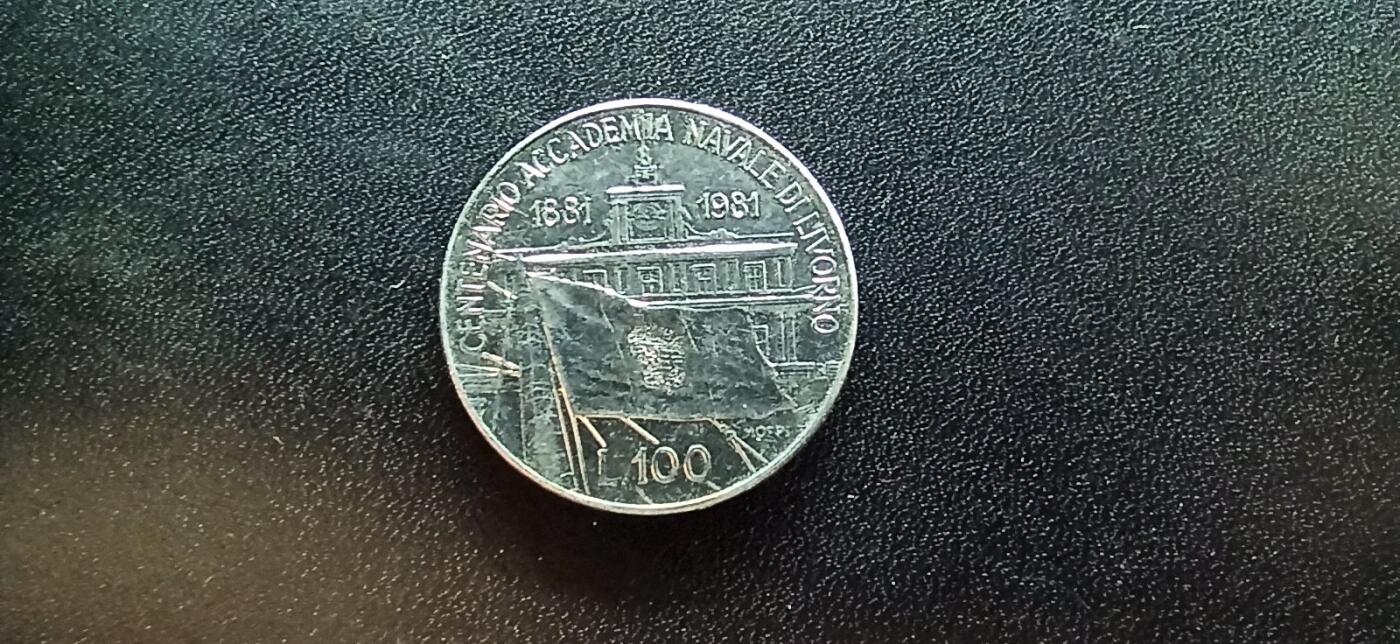 CENTENARIO ACCADEMIA NAVALE DI LIVORNO
1881 1981
L.100